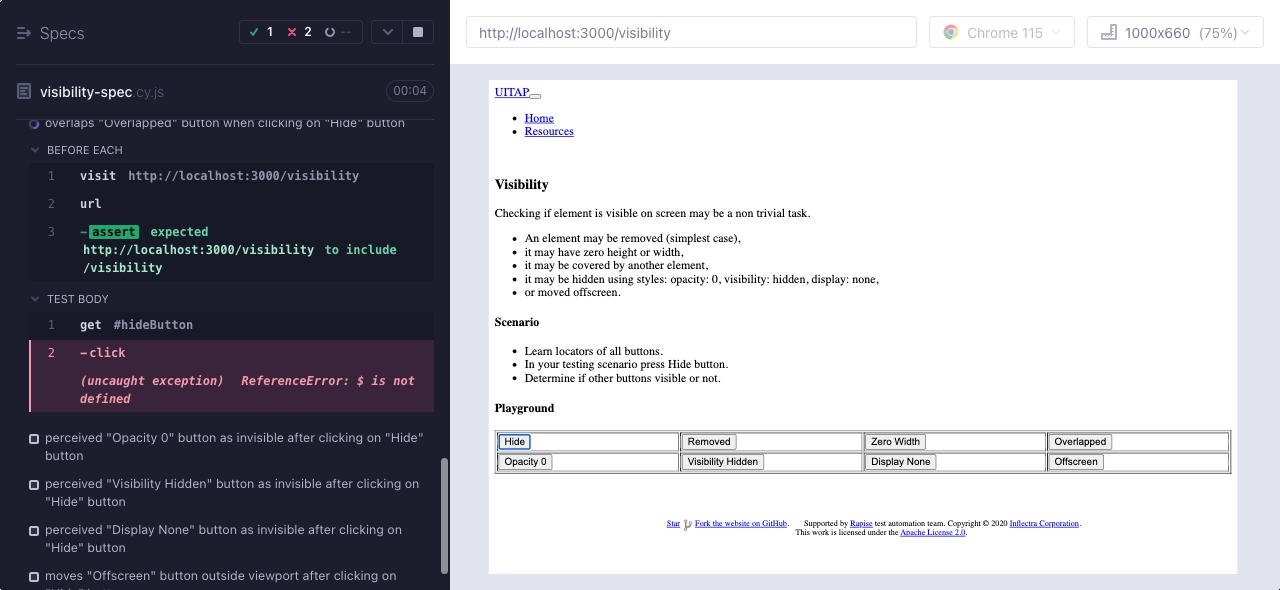 Specs
1 2 --
visibility-spec.cy.js 00:04
overlaps "Overlapped" button when clicking on "Hide" button
BEFORE EACH
1 visit http://localhost:3000/visibility
2 url
3 -assert expected
http://localhost:3000/visibility to include
/visibility
TEST BODY
1 get #hideButton
2 -click
(uncaught exception) ReferenceError: $ is not
defined
perceived "Opacity 0" button as invisible after clicking on "Hide"
button
perceived "Visibility Hidden" button as invisible after clicking on
"Hide" button
perceived "Display None" button as invisible after clicking on
"Hide" button
moves "Offscreen" button outside viewport after clicking on
http://localhost:3000/visibility
Chrome 115
1000x660 (75%)
UITAP
Home
Resources
Visibility
Checking if element is visible on screen may be a non trivial task.
An element may be removed (simplest case),
it may have zero height or width,
it may be covered by another element,
it may be hidden using styles: opacity: 0, visibility: hidden, display: none,
or moved offscreen.
Scenario
Learn locators of all buttons.
In your testing scenario press Hide button.
Determine if other buttons visible or not.
Playground
Hide Removed Zero Width Overlapped
Opacity 0 Visibility Hidden Display None Offscreen
Star Fork the website on GitHub. Supported by Rapise test automation team. Copyright © 2020 Inflectra Corporation.
This work is licensed under the Apache License 2.0.